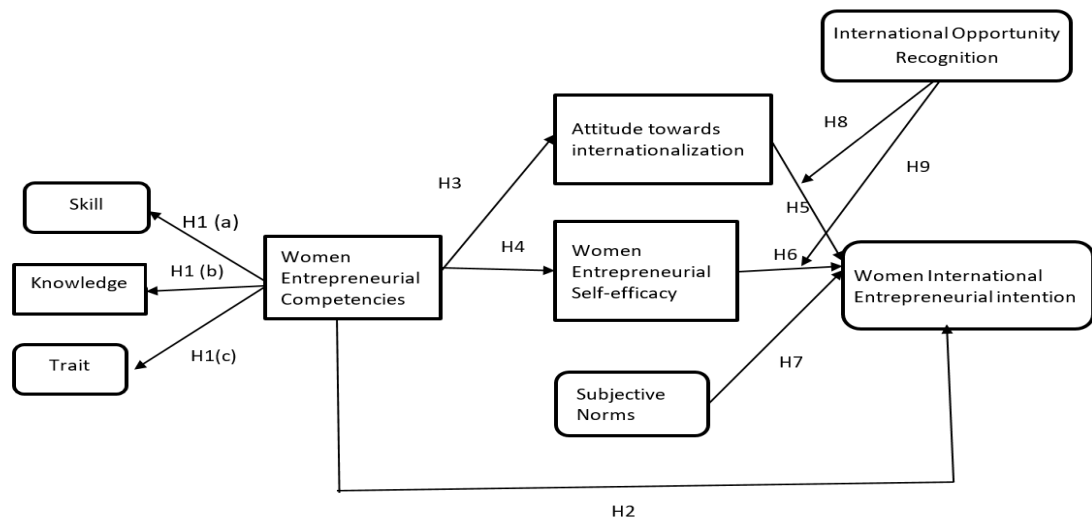 International Opportunity
Recognition
H8
Attitude towards
internationalization
H9
H3
Skill
H5
H1 (a)
H4
Women
Entrepreneurial
Competencies
Women
Entrepreneurial
Self-efficacy
H6
H1 (b)
Knowledge
Women International
Entrepreneurial intention
H1(c)
Trait
H7
Subjective
Norms
H2